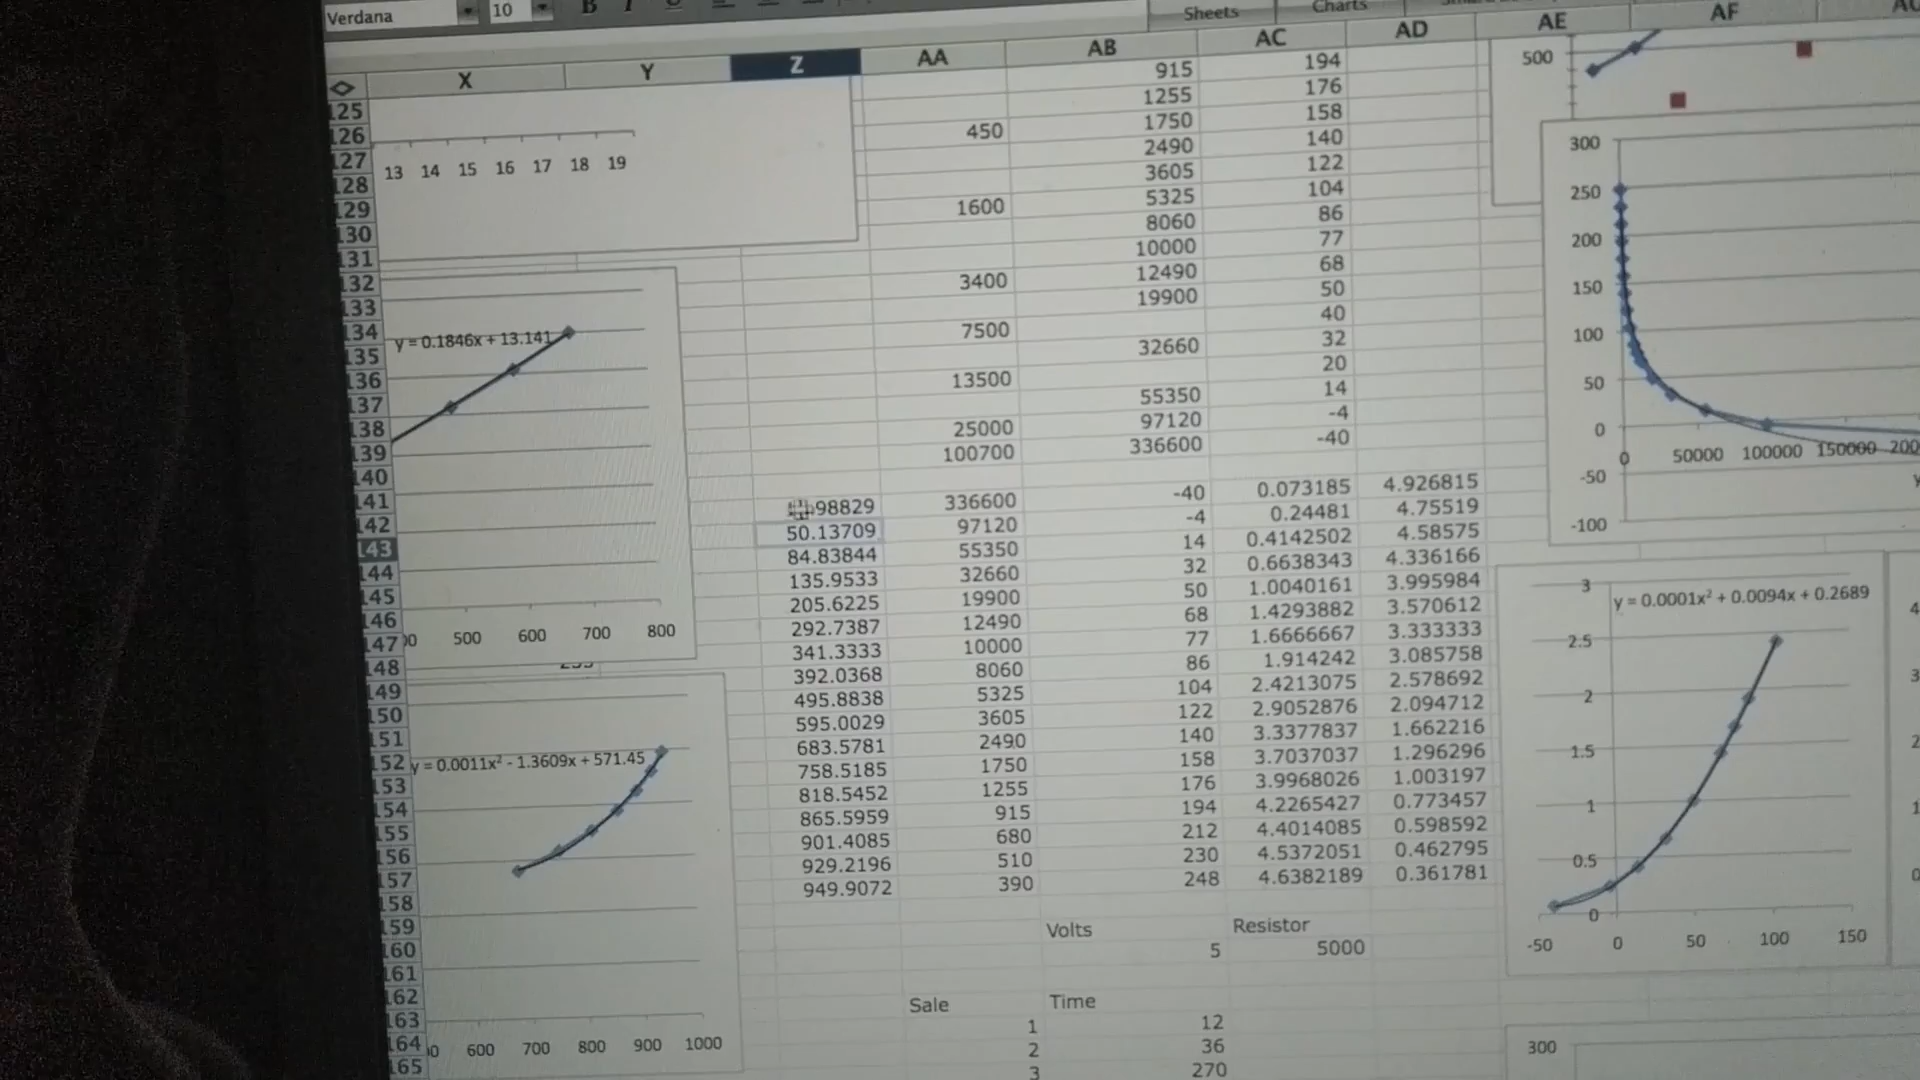 Verdana 10 B I U Sheets Charts
X Y Z AA AB AC AD AE AF
125 915 194
126 1255 176
127 450 1750 158
128 2490 140
129 3605 122
130 1600 5325 104
131 8060 86
132 10000 77
133 3400 12490 68
134 19900 50
135 7500 40
136 32660 32
137 13500 20
138 55350 14
139 25000 97120 -4
140 100700 336600 -40
141
142 98829 336600 -40 0.073185 4.926815
143 50.13709 97120 -4 0.24481 4.75519
144 84.83844 55350 14 0.4142502 4.58575
145 135.9533 32660 32 0.6638343 4.336166
146 205.6225 19900 50 1.0040161 3.995984
147 292.7387 12490 68 1.4293882 3.570612
148 341.3333 10000 77 1.6666667 3.333333
149 392.0368 8060 86 1.914242 3.085758
150 495.8838 5325 104 2.4213075 2.578692
151 595.0029 3605 122 2.9052876 2.094712
152 683.5781 2490 140 3.3377837 1.662216
153 758.5185 1750 158 3.7037037 1.296296
154 818.5452 1255 176 3.9968026 1.003197
155 865.5959 915 194 4.2265427 0.773457
156 901.4085 680 212 4.4014085 0.598592
157 929.2196 510 230 4.5372051 0.462795
158 949.9072 390 248 4.6382189 0.361781
159
160 Volts Resistor
161 5 5000
162
163 Sale Time
164 1 12
165 2 36
3 270
13 14 15 16 17 18 19
y = 0.1846x + 13.141
500 600 700 800
y = 0.0011x² - 1.3609x + 571.45
600 700 800 900 1000
500
300
250
200
150
100
50
0
-50
-100
0 50000 100000 150000
3
2.5
2
1.5
1
0.5
0
y = 0.0001x² + 0.0094x + 0.2689
-50 0 50 100 150
300